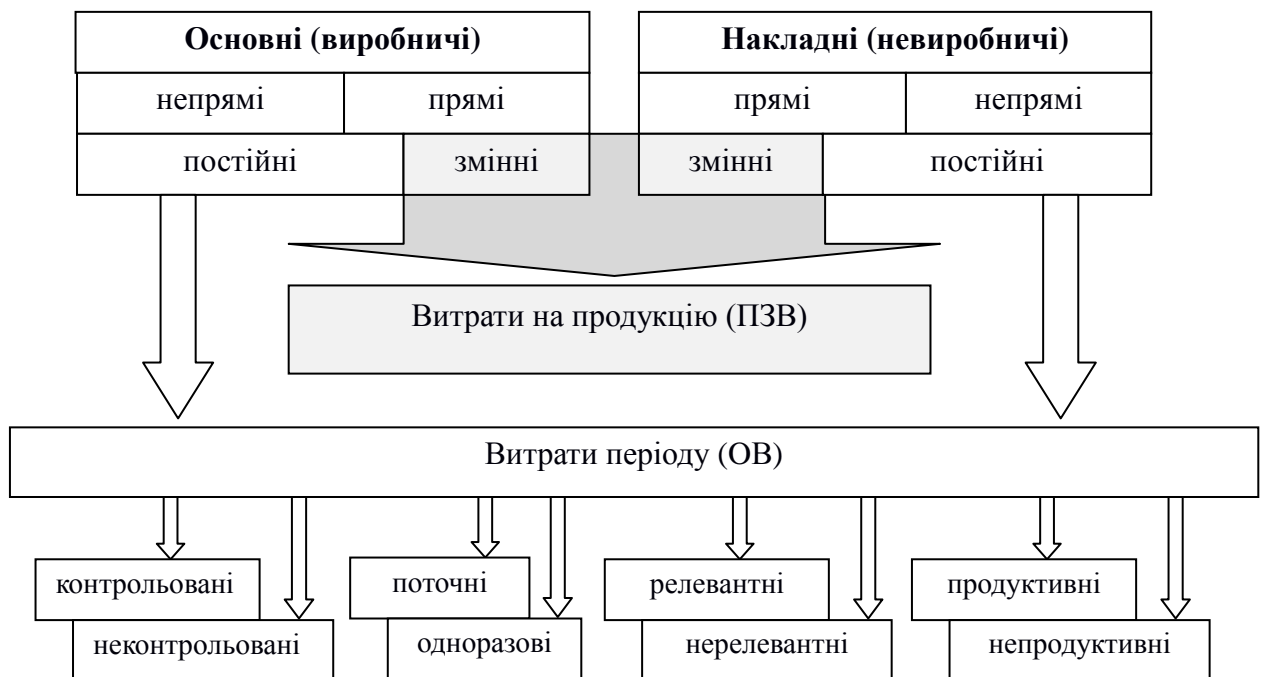 Основні (виробничі)
Накладні (невиробничі)
непрямі
прямі
прямі
непрямі
постійні
змінні
змінні
постійні
Витрати на продукцію (ПЗВ)
Витрати періоду (ОВ)
контрольовані
поточні
релевантні
продуктивні
неконтрольовані
одноразові
нерелевантні
непродуктивні